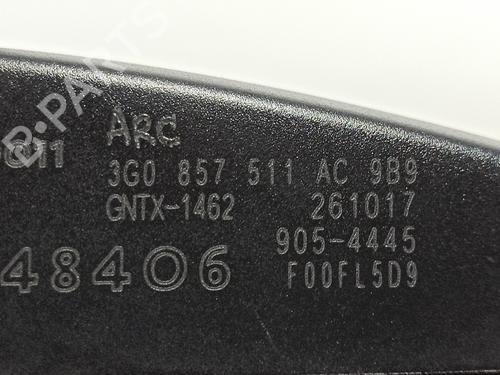 B-PARTS
ARC
3G0 857 511 AC 9B9
GNTX-1462 261017
905-4445
48406 F00FL5D9